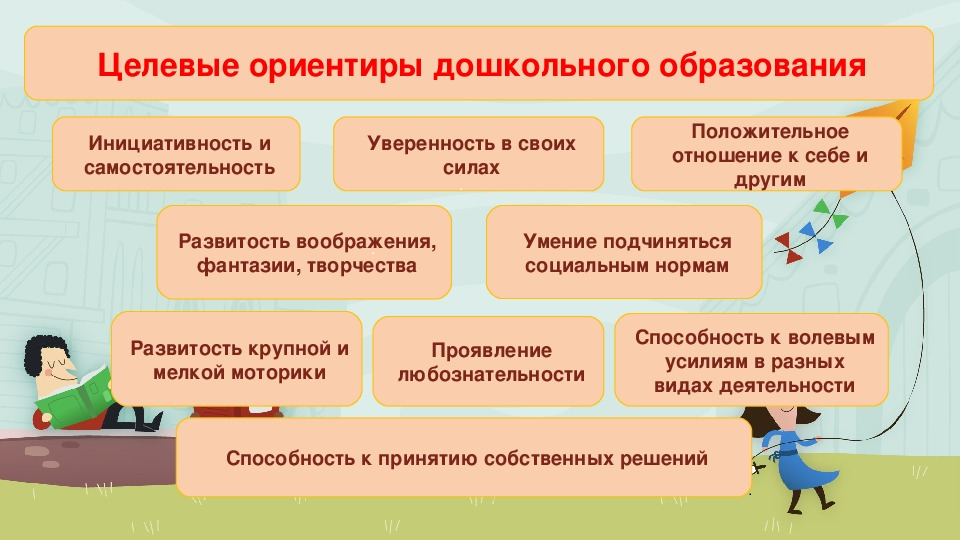 Целевые ориентиры дошкольного образования
Инициативность и
самостоятельность
Уверенность в своих
силах
Положительное
отношение к себе и
другим
Развитость воображения,
фантазии, творчества
Умение подчиняться
социальным нормам
Развитость крупной и
мелкой моторики
Проявление
любознательности
Способность к волевым
усилиям в разных
видах деятельности
Способность к принятию собственных решений